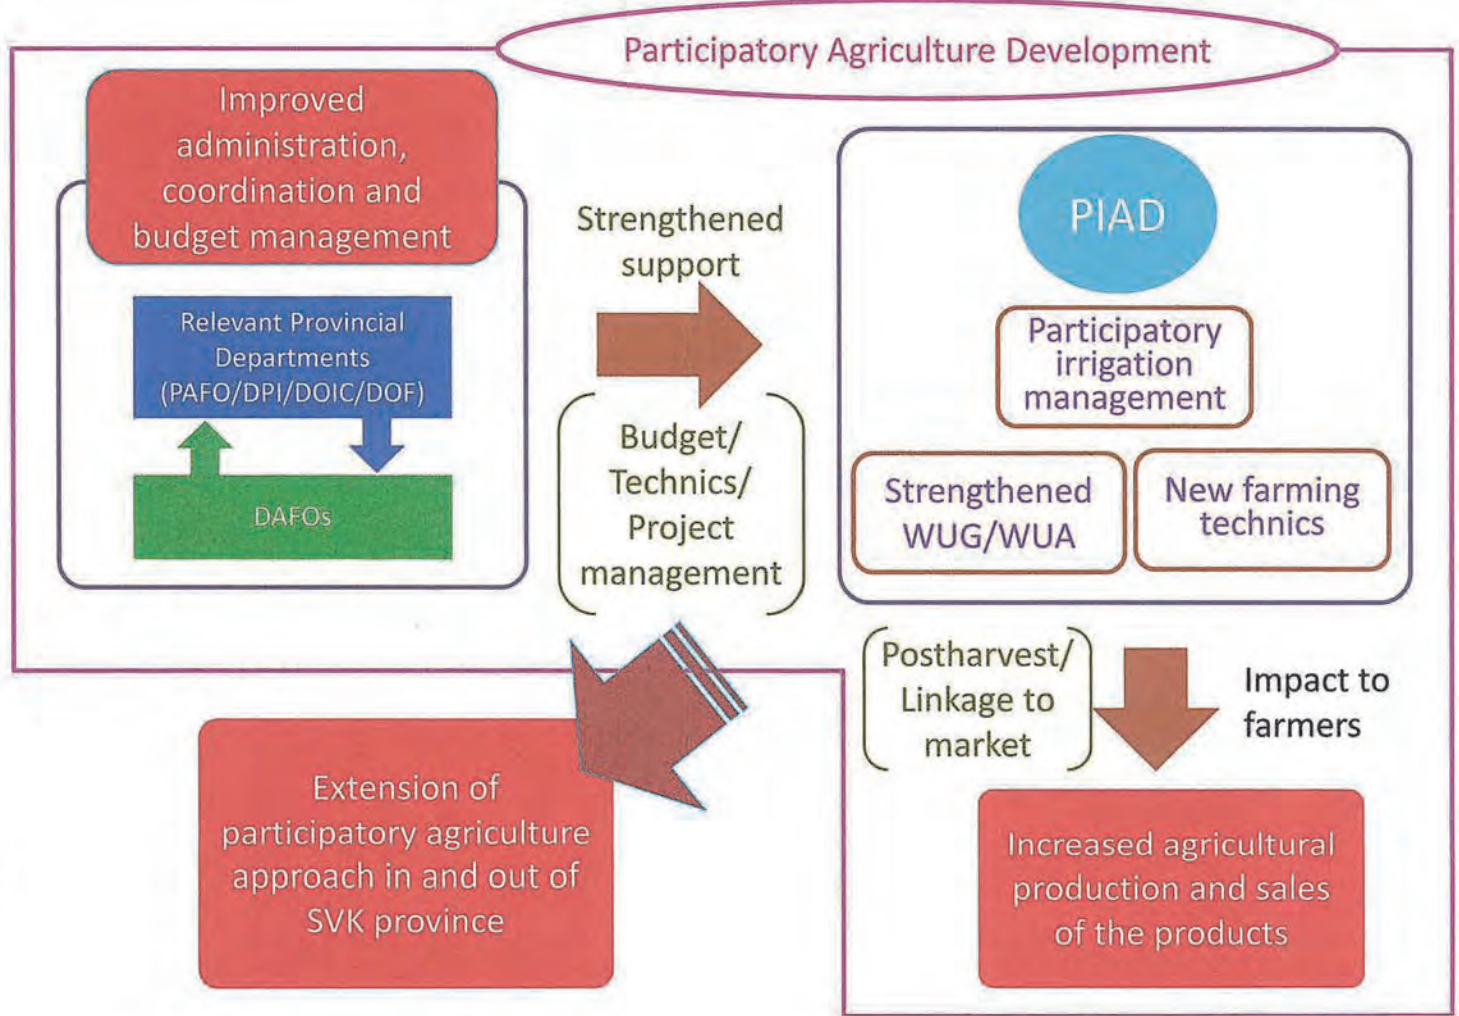 Participatory Agriculture Development
Improved
administration,
coordination and
budget management
Relevant Provincial
Departments
(PAFO/DPI/DOIC/DOF)
DAFOs
Strengthened
support
Budget/
Technics/
Project
management
PIAD
Participatory
irrigation
management
Strengthened
WUG/WUA
New farming
technics
Postharvest/
Linkage to
market
Impact to
farmers
Extension of
participatory agriculture
approach in and out of
SVK province
Increased agricultural
production and sales
of the products